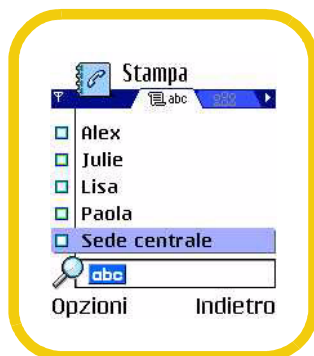 Stampa
abc
Alex
Julie
Lisa
Paola
Sede centrale
abc
Opzioni Indietro